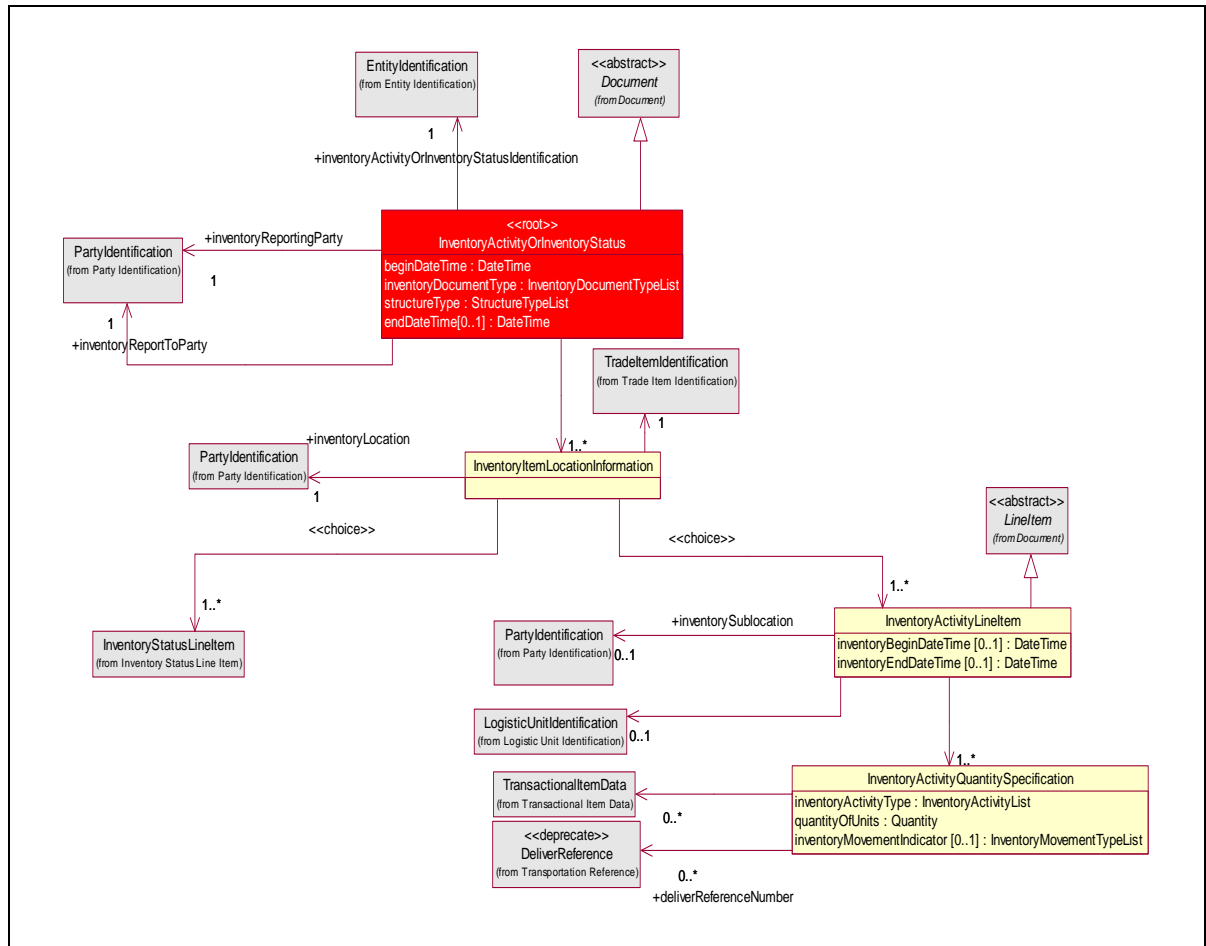 EntityIdentification
(from Entity Identification)
<<abstract>>
Document
(from Document)
1
+inventoryActivityOrInventoryStatusIdentification
<<root>>
InventoryActivityOrInventoryStatus
beginDateTime : DateTime
inventoryDocumentType : InventoryDocumentTypeList
structureType : StructureTypeList
endDateTime[0..1] : DateTime
+inventoryReportingParty
PartyIdentification
(from Party Identification)
1
1
+inventoryReportToParty
TradeItemIdentification
(from Trade Item Identification)
1
+inventoryLocation
1..*
PartyIdentification
(from Party Identification)
1
InventoryItemLocationInformation
<<choice>>
<<choice>>
<<abstract>>
LineItem
(from Document)
1..*
1..*
InventoryStatusLineItem
(from Inventory Status Line Item)
InventoryActivityLineItem
inventoryBeginDateTime [0..1] : DateTime
inventoryEndDateTime [0..1] : DateTime
+inventorySublocation
PartyIdentification
(from Party Identification)
0..1
LogisticUnitIdentification
(from Logistic Unit Identification)
0..1
1..*
InventoryActivityQuantitySpecification
inventoryActivityType : InventoryActivityList
quantityOfUnits : Quantity
inventoryMovementIndicator [0..1] : InventoryMovementTypeList
TransactionalItemData
(from Transactional Item Data)
0..*
<<deprecate>>
DeliverReference
(from Transportation Reference)
0..*
+deliverReferenceNumber